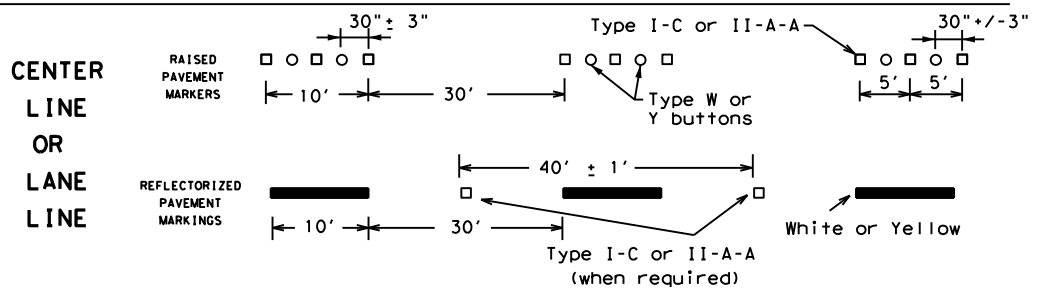 30"± 3"
Type I-C or II-A-A
30"+/-3"
CENTER
LINE
OR
LANE
LINE
RAISED
PAVEMENT
MARKERS
10'
30'
Type W or
Y buttons
5'
5'
40' ± 1'
REFLECTORIZED
PAVEMENT
MARKINGS
10'
30'
Type I-C or II-A-A
(when required)
White or Yellow